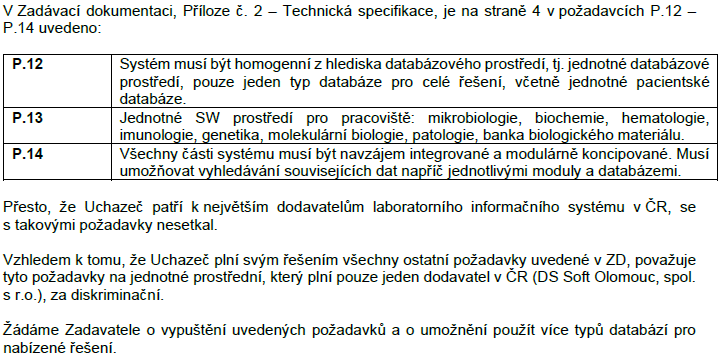 V Zadávací dokumentaci, Příloze č. 2 – Technická specifikace, je na straně 4 v požadavcích P.12 –
P.14 uvedeno:
P.12 Systém musí být homogenní z hlediska databázového prostředí, tj. jednotné databázové
prostředí, pouze jeden typ databáze pro celé řešení, včetně jednotné pacientské
databáze.
P.13 Jednotné SW prostředí pro pracoviště: mikrobiologie, biochemie, hematologie,
imunologie, genetika, molekulární biologie, patologie, banka biologického materiálu.
P.14 Všechny části systému musí být navzájem integrované a modulárně koncipované. Musí
umožňovat vyhledávání souvisejících dat napříč jednotlivými moduly a databázemi.
Přesto, že Uchazeč patří k největším dodavatelům laboratorního informačního systému v ČR, se
s takovými požadavky nesetkal.
Vzhledem k tomu, že Uchazeč plní svým řešením všechny ostatní požadavky uvedené v ZD, považuje
tyto požadavky na jednotné prostřední, který plní pouze jeden dodavatel v ČR (DS Soft Olomouc, spol.
s r.o.), za diskriminační.
Žádáme Zadavatele o vypuštění uvedených požadavků a o umožnění použít více typů databází pro
nabízené řešení.